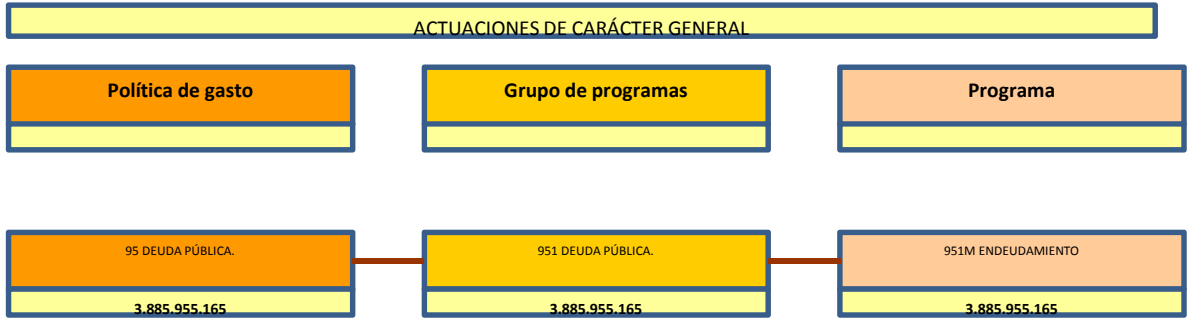 ACTUACIONES DE CARÁCTER GENERAL
Política de gasto
Grupo de programas
Programa
95 DEUDA PÚBLICA.
951 DEUDA PÚBLICA.
951M ENDEUDAMIENTO
3.885.955.165
3.885.955.165
3.885.955.165